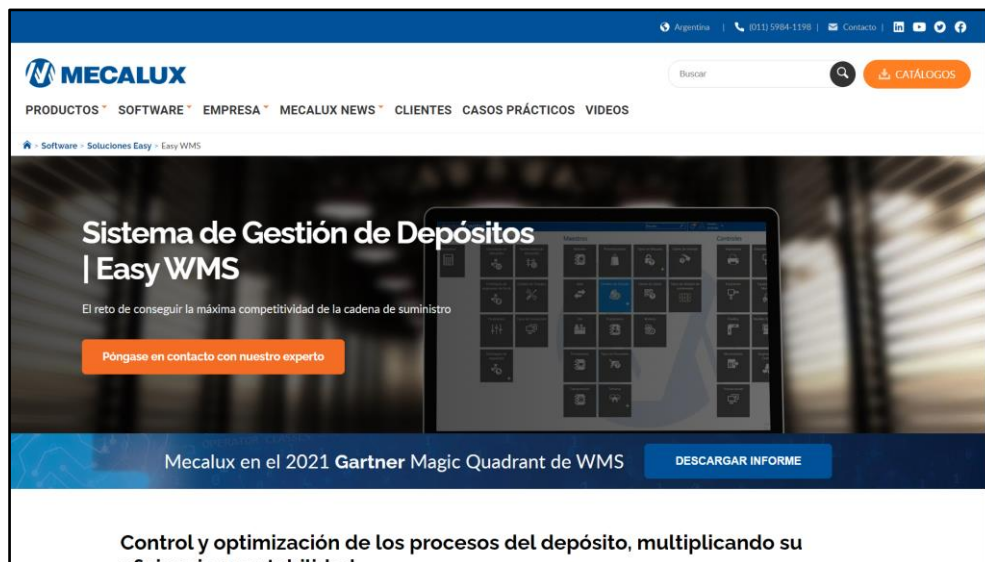 Argentina | (011) 5984-1198 | Contacto |
MECALUX
Buscar
CATÁLOGOS
PRODUCTOS SOFTWARE EMPRESA MECALUX NEWS CLIENTES CASOS PRÁCTICOS VIDEOS
> Software > Soluciones Easy > Easy WMS
Sistema de Gestión de Depósitos
| Easy WMS
El reto de conseguir la máxima competitividad de la cadena de suministro
Póngase en contacto con nuestro experto
Maestros
Controles
Mecalux en el 2021 Gartner Magic Quadrant de WMS
DESCARGAR INFORME
Control y optimización de los procesos del depósito, multiplicando su